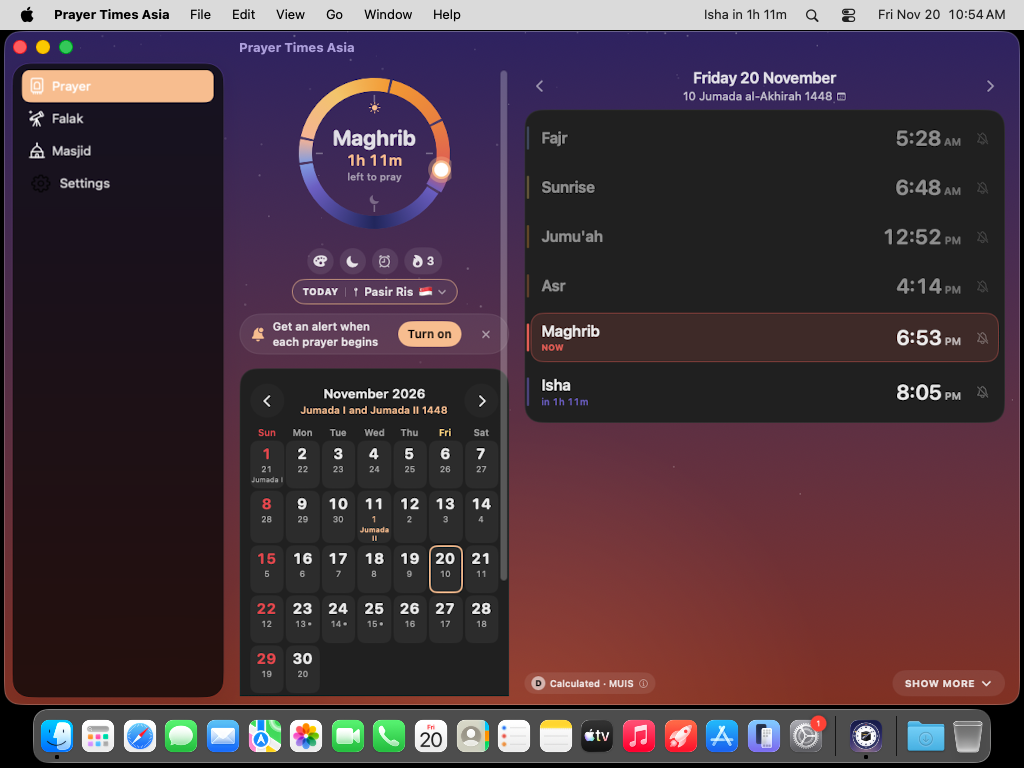 Prayer Times Asia File Edit View Go Window Help Isha in 1h 11m Fri Nov 20 10:54 AM
Prayer Times Asia
Prayer
Falak
Masjid
Settings
Maghrib
1h 11m
left to pray
3
TODAY Pasir Ris
Get an alert when
each prayer begins
Turn on
November 2026
Jumada I and Jumada II 1448
Sun Mon Tue Wed Thu Fri Sat
1 2 3 4 5 6 7
21 22 23 24 25 26 27
Jumada I
8 9 10 11 12 13 14
28 29 30 1 2 3 4
Jumada
II
15 16 17 18 19 20 21
5 6 7 8 9 10 11
22 23 24 25 26 27 28
12 13 • 14 • 15 • 16 17 18
29 30
19 20
Friday 20 November
10 Jumada al-Akhirah 1448
Fajr 5:28 AM
Sunrise 6:48 AM
Jumu'ah 12:52 PM
Asr 4:14 PM
Maghrib 6:53 PM
NOW
Isha 8:05 PM
in 1h 11m
D Calculated · MUIS
SHOW MORE
Fri
20
tv
1